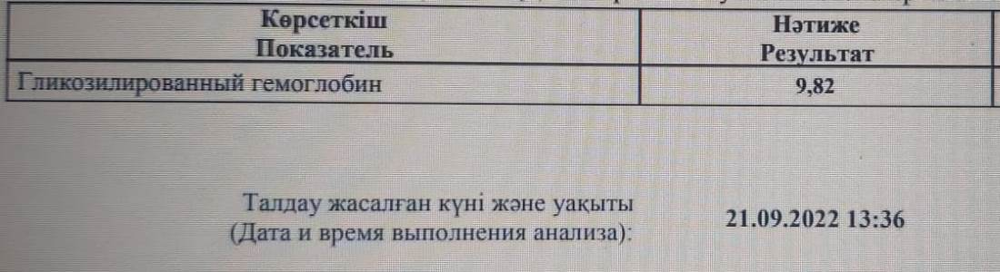 Көрсеткіш
Показатель
Нәтиже
Результат
Гликозилированный гемоглобин
9,82
Талдау жасалған күні және уақыты
(Дата и время выполнения анализа):
21.09.2022 13:36